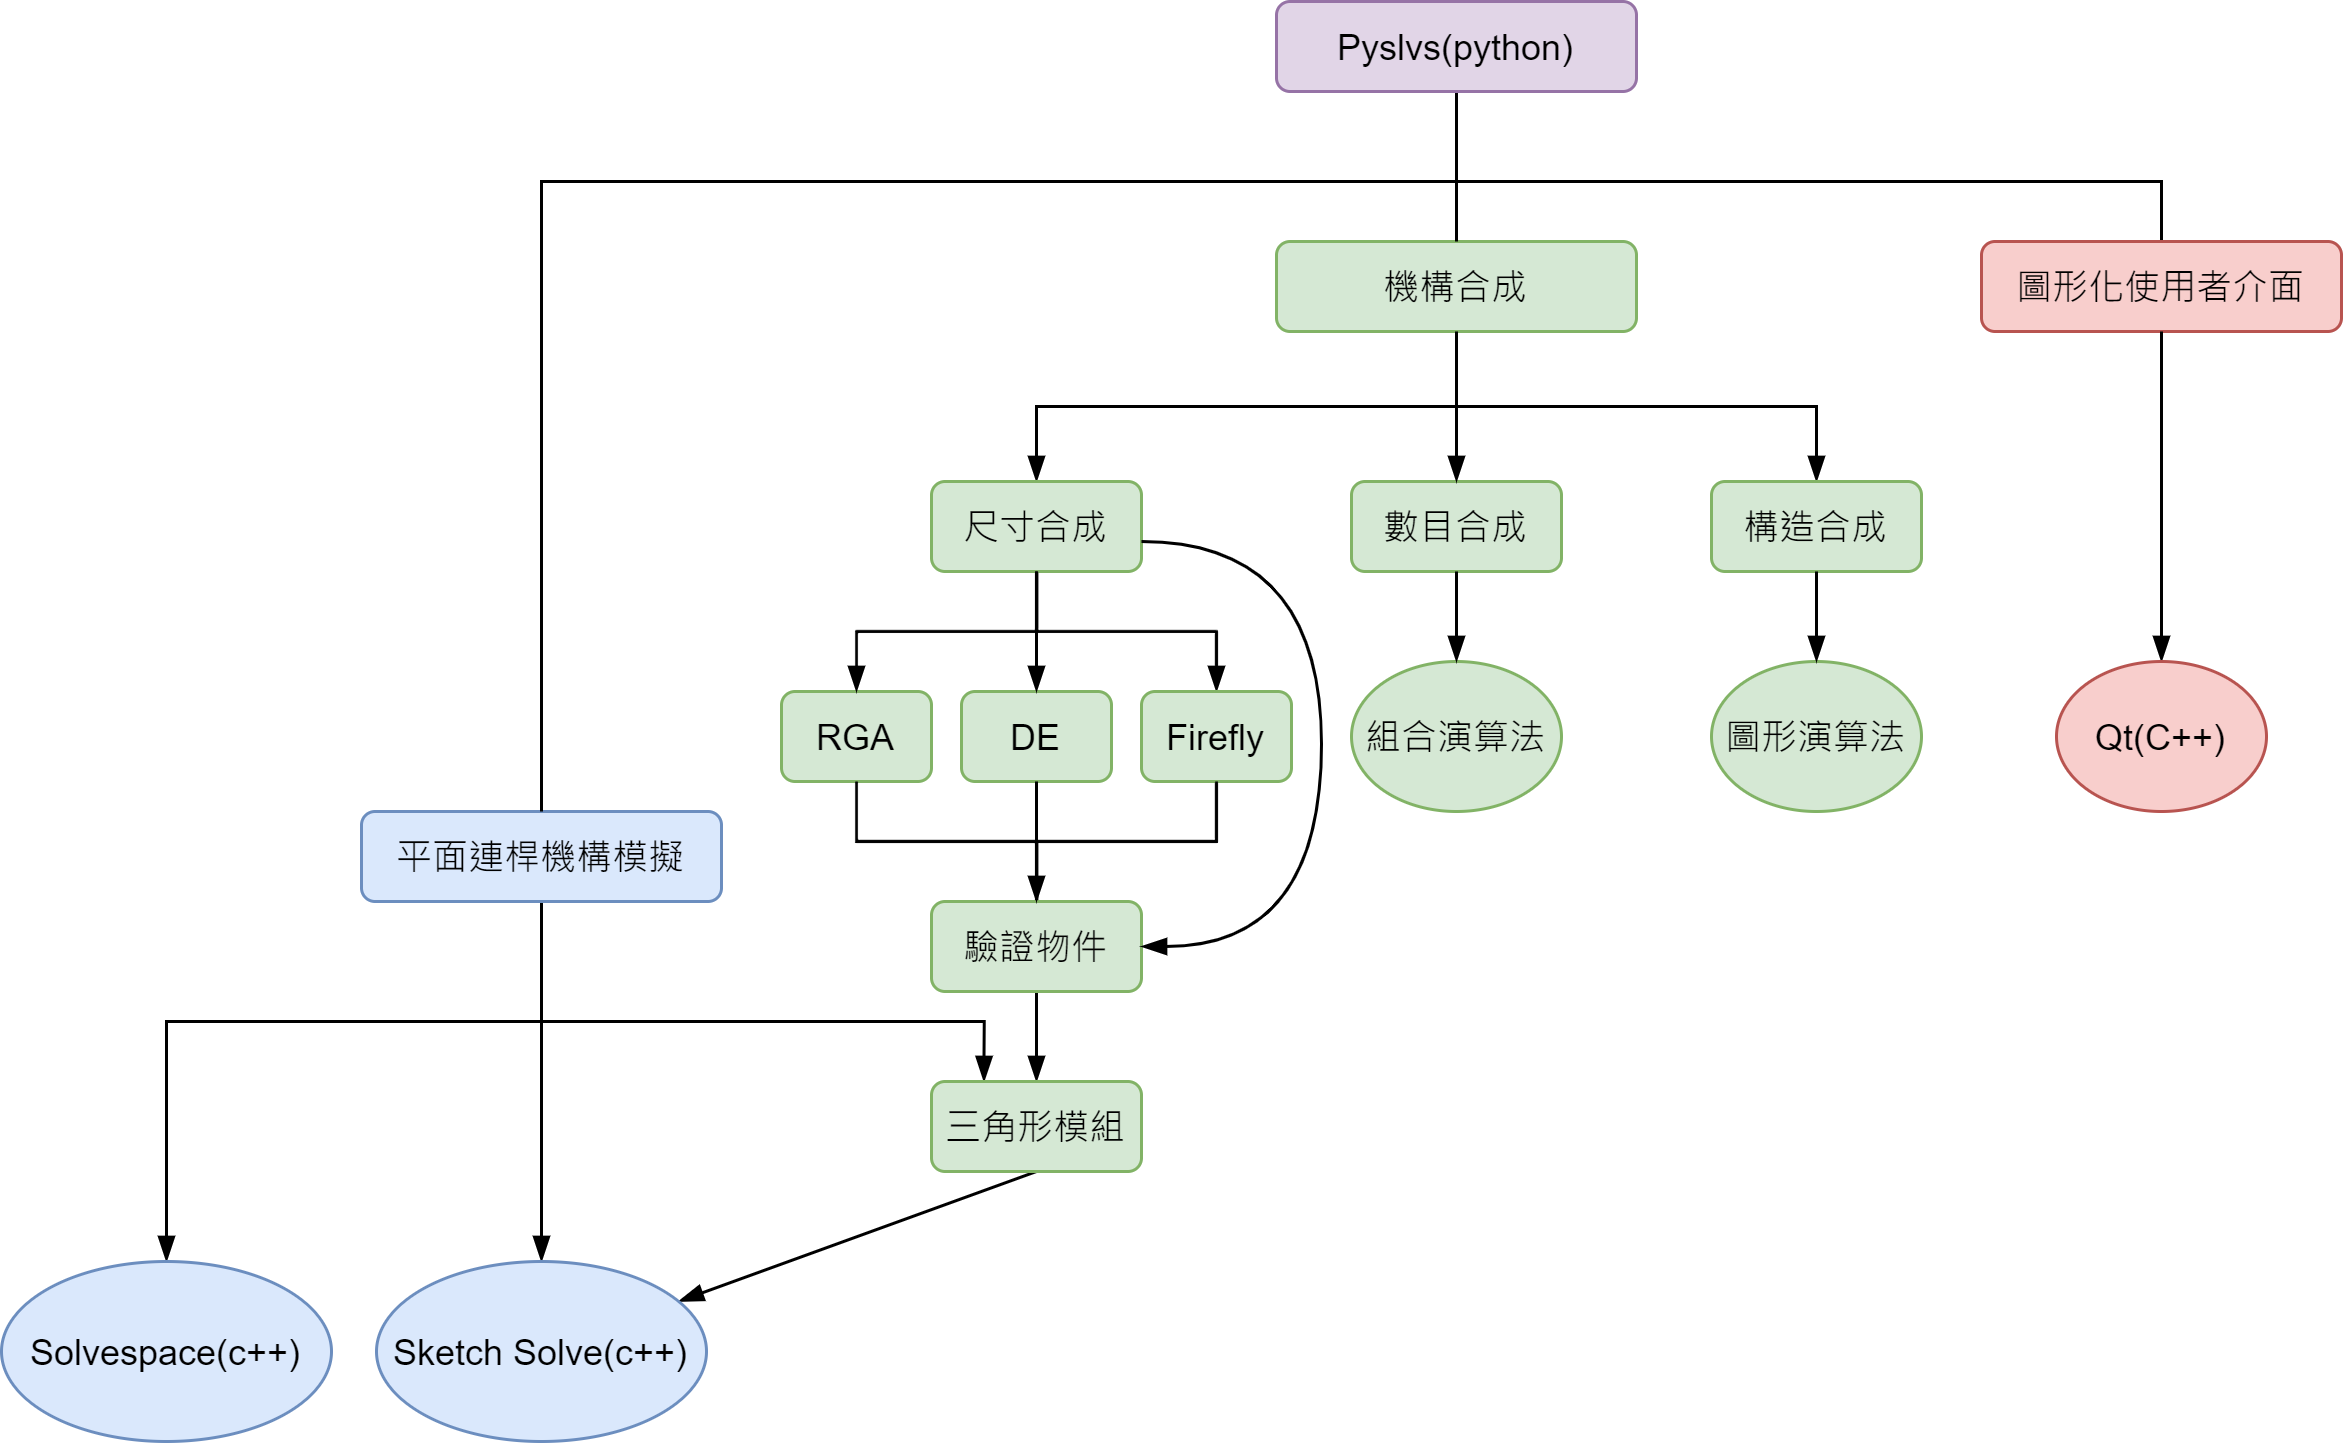 Pyslvs(python)
機構合成
圖形化使用者介面
尺寸合成
數目合成
構造合成
RGA
DE
Firefly
組合演算法
圖形演算法
Qt(C++)
平面連桿機構模擬
驗證物件
三角形模組
Solvespace(c++)
Sketch Solve(c++)